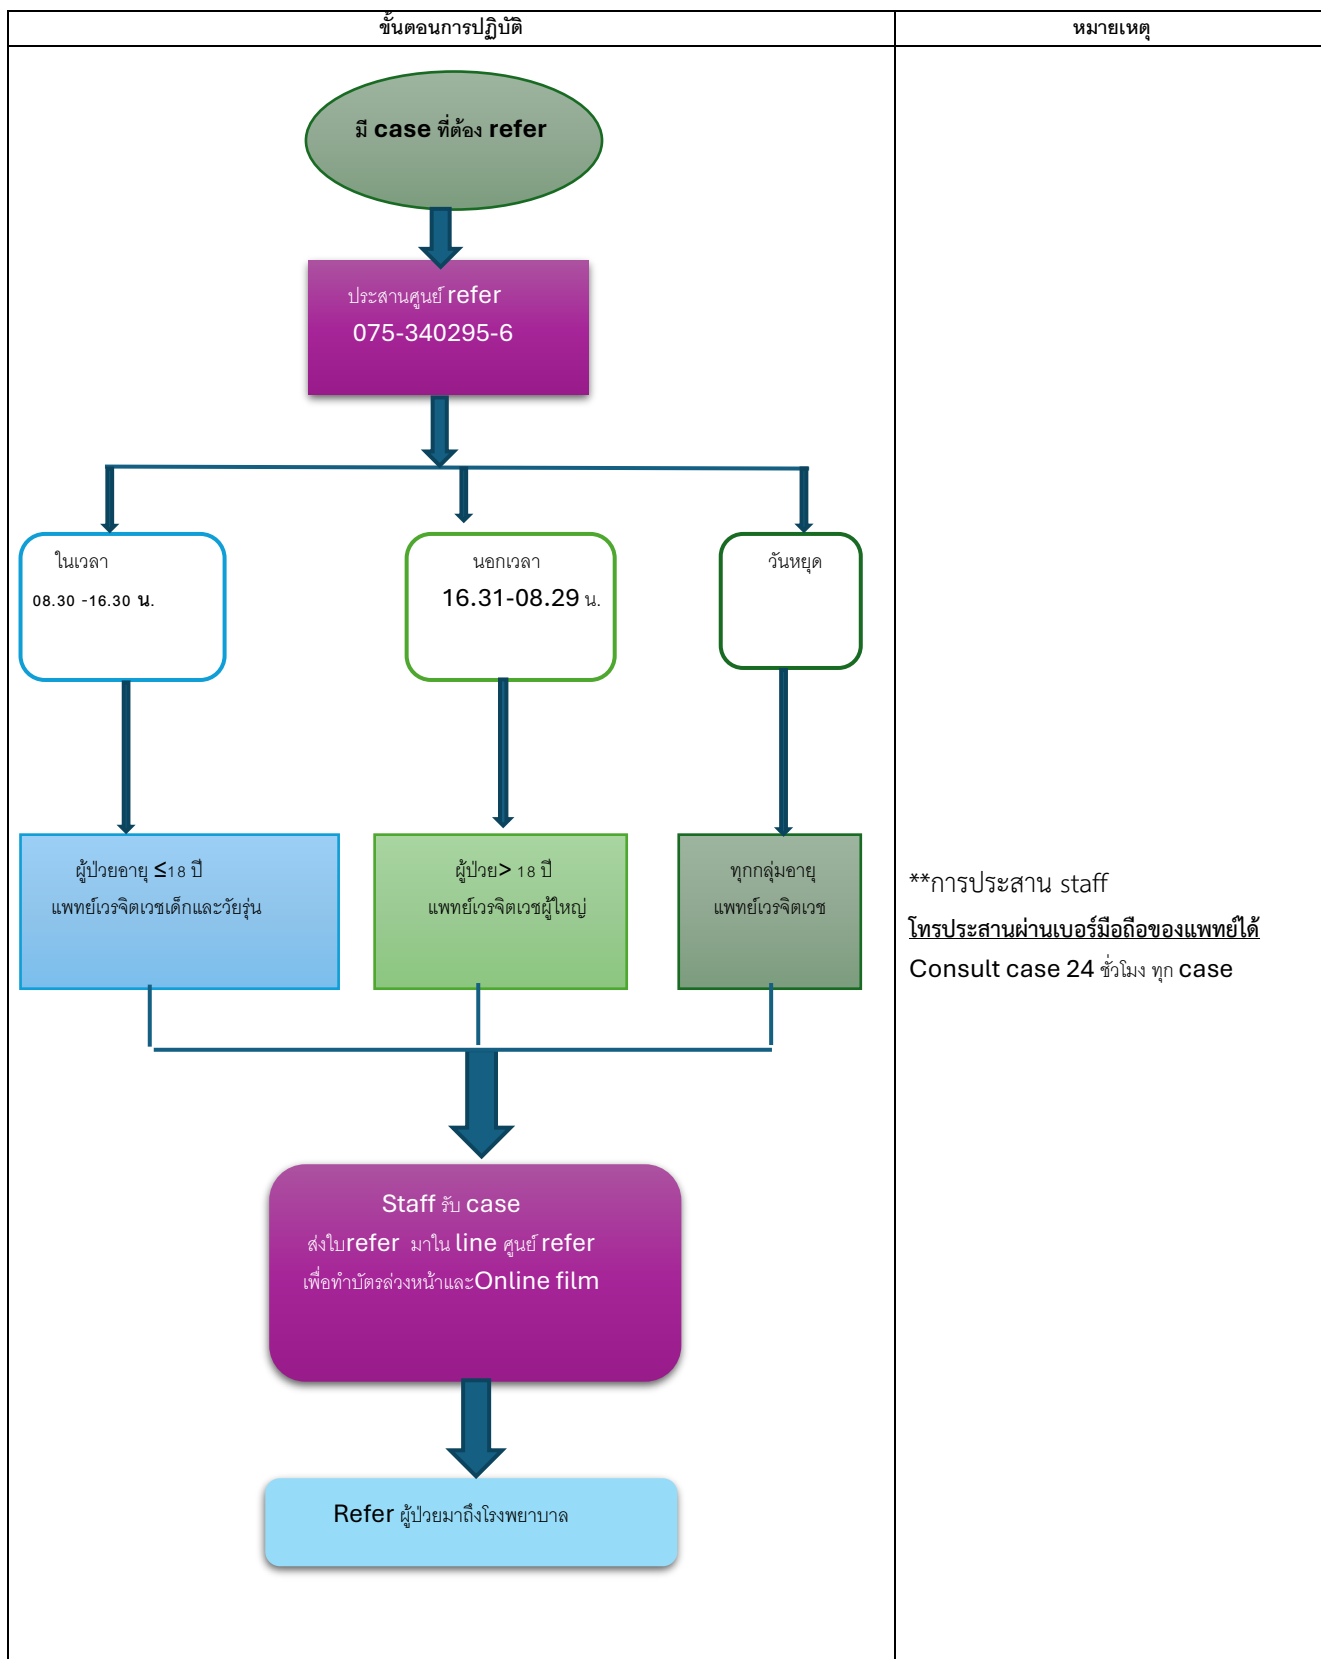 ขั้นตอนการปฏิบัติ
หมายเหตุ
มี case ที่ต้อง refer
ประสานศูนย์ refer
075-340295-6
ในเวลา
08.30 -16.30 น.
นอกเวลา
16.31-08.29 น.
วันหยุด
ผู้ป่วยอายุ ≤18 ปี
แพทย์เวรจิตเวชเด็กและวัยรุ่น
ผู้ป่วย> 18 ปี
แพทย์เวรจิตเวชผู้ใหญ่
ทุกกลุ่มอายุ
แพทย์เวรจิตเวช
**การประสาน staff
โทรประสานผ่านเบอร์มือถือของแพทย์ได้
Consult case 24 ชั่วโมง ทุก case
Staff รับ case
ส่งใบrefer มาใน line ศูนย์ refer
เพื่อทำบัตรล่วงหน้าและOnline film
Refer ผู้ป่วยมาถึงโรงพยาบาล